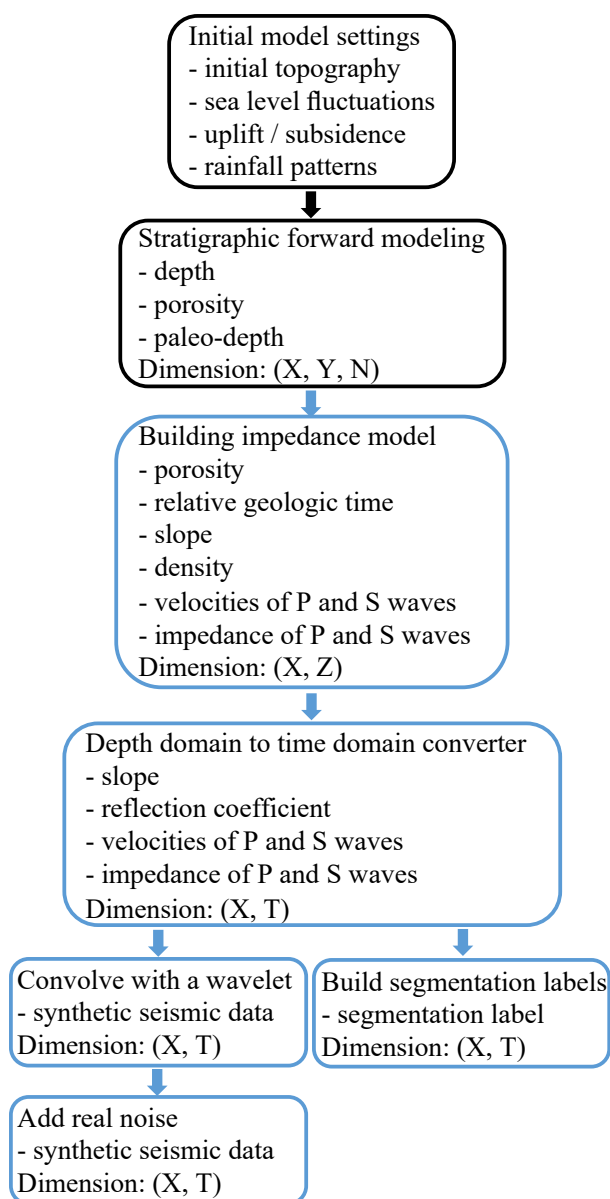 Initial model settings
- initial topography
- sea level fluctuations
- uplift / subsidence
- rainfall patterns
Stratigraphic forward modeling
- depth
- porosity
- paleo-depth
Dimension: (X, Y, N)
Building impedance model
- porosity
- relative geologic time
- slope
- density
- velocities of P and S waves
- impedance of P and S waves
Dimension: (X, Z)
Depth domain to time domain converter
- slope
- reflection coefficient
- velocities of P and S waves
- impedance of P and S waves
Dimension: (X, T)
Convolve with a wavelet
- synthetic seismic data
Dimension: (X, T)
Build segmentation labels
- segmentation label
Dimension: (X, T)
Add real noise
- synthetic seismic data
Dimension: (X, T)